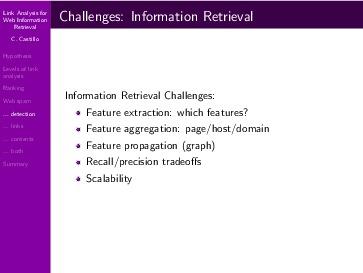 Link Analysis for
Web Information
Retrieval
C. Castillo
Hypothesis
Levels of link
analysis
Ranking
Web spam
... detection
... links
... contents
... both
Summary
Challenges: Information Retrieval
Information Retrieval Challenges:
Feature extraction: which features?
Feature aggregation: page/host/domain
Feature propagation (graph)
Recall/precision tradeoffs
Scalability